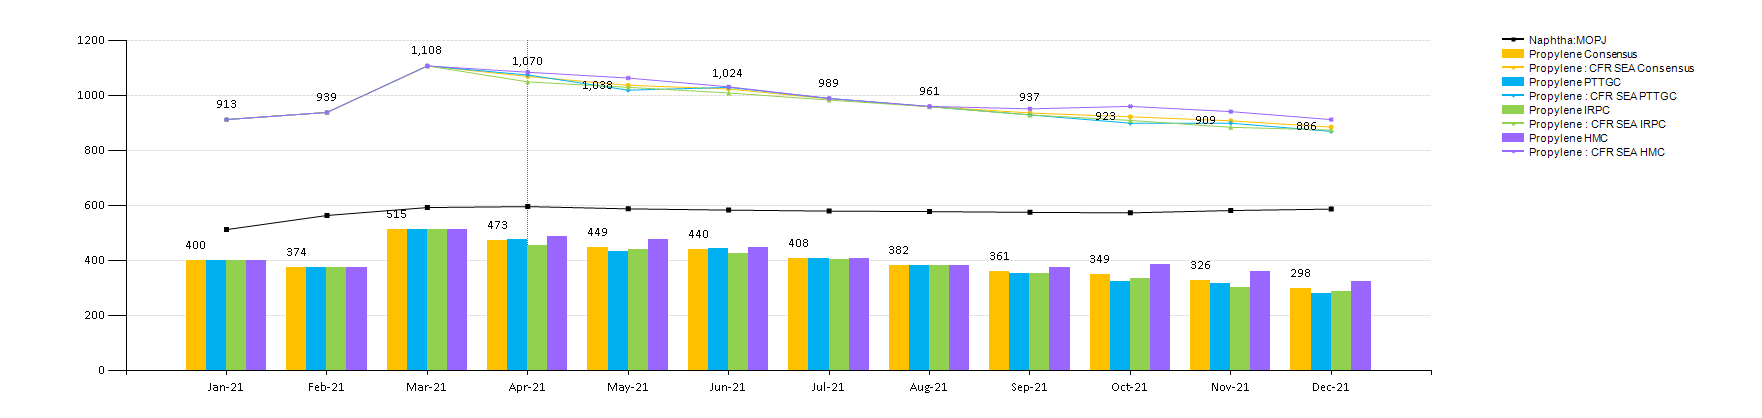 1200
1000
800
600
400
200
0
913
939
1,108
1,070
1,038
1,024
989
961
937
923
909
886
400
374
515
473
449
440
408
382
361
349
326
298
Jan-21
Feb-21
Mar-21
Apr-21
May-21
Jun-21
Jul-21
Aug-21
Sep-21
Oct-21
Nov-21
Dec-21
Naphtha:MOPJ
Propylene Consensus
Propylene : CFR SEA Consensus
Propylene PTTGC
Propylene : CFR SEA PTTGC
Propylene IRPC
Propylene : CFR SEA IRPC
Propylene HMC
Propylene : CFR SEA HMC